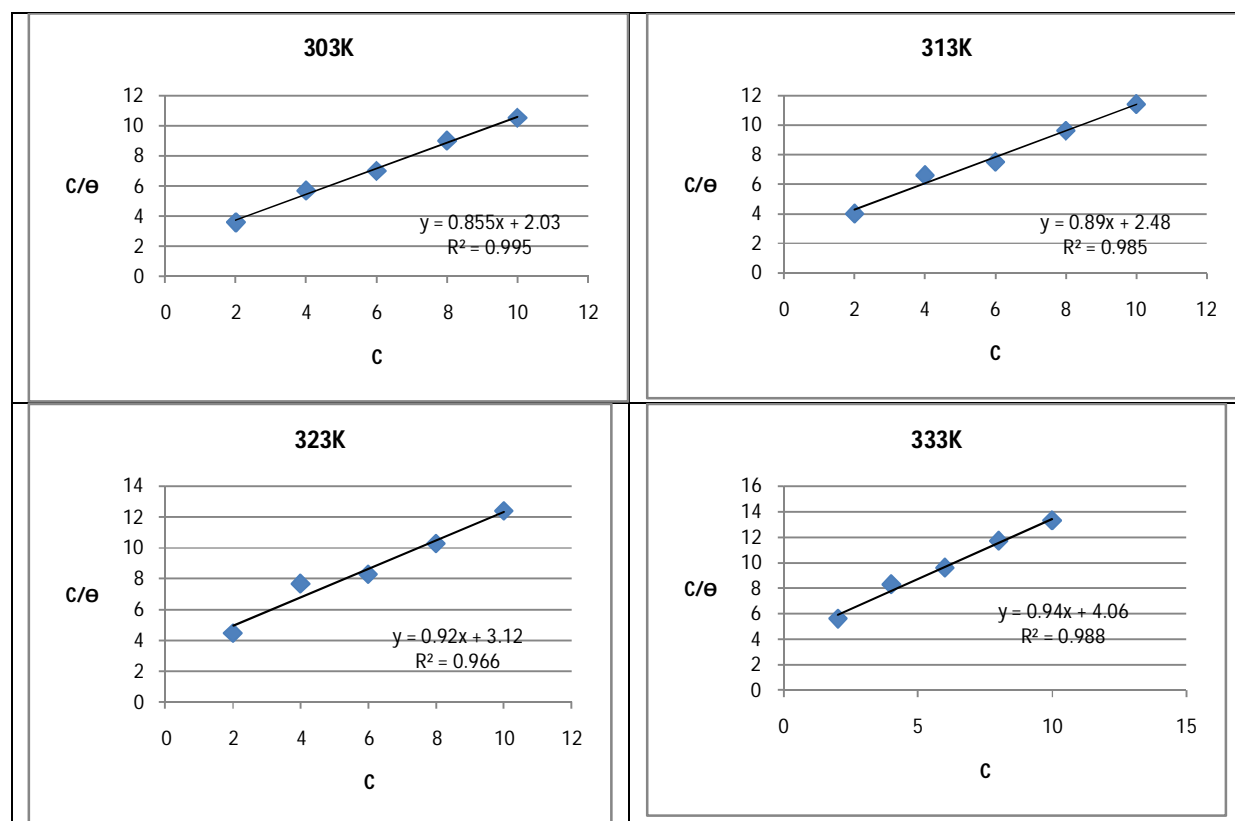 303K
12
10
8
6
4
2
0
C/Ɵ
y = 0.855x + 2.03
R² = 0.995
0 2 4 6 8 10 12
C
313K
12
10
8
6
4
2
0
C/Ɵ
y = 0.89x + 2.48
R² = 0.985
0 2 4 6 8 10 12
C
323K
14
12
10
8
6
4
2
0
C/Ɵ
y = 0.92x + 3.12
R² = 0.966
0 2 4 6 8 10 12
C
333K
16
14
12
10
8
6
4
2
0
C/Ɵ
y = 0.94x + 4.06
R² = 0.988
0 5 10 15
C